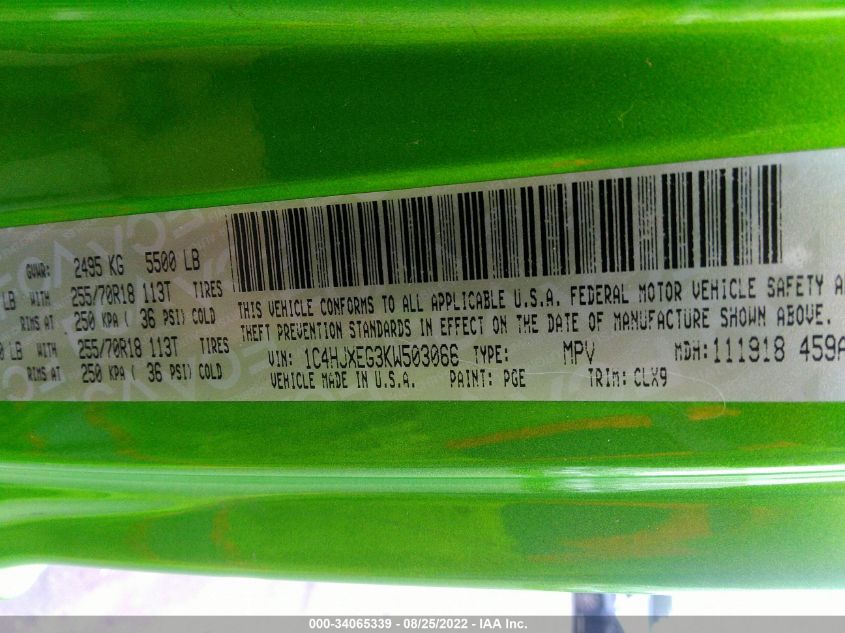 GVWR: 2495 KG 5500 LB
LB WITH 255/70R18 113T TIRES
RIMS AT 250 KPA ( 36 PSI) COLD
0 LB WITH 255/70R18 113T TIRES
RIMS AT 250 KPA ( 36 PSI) COLD
THIS VEHICLE CONFORMS TO ALL APPLICABLE U.S.A. FEDERAL MOTOR VEHICLE SAFETY
THEFT PREVENTION STANDARDS IN EFFECT ON THE DATE OF MANUFACTURE SHOWN ABOVE.
VIN: 1C4HJXEG3KW503066 TYPE: MPV MDH: 111918 459A
VEHICLE MADE IN U.S.A. PAINT: PGE TRIM: CLX9
000-34065339 - 08/25/2022 - IAA Inc.